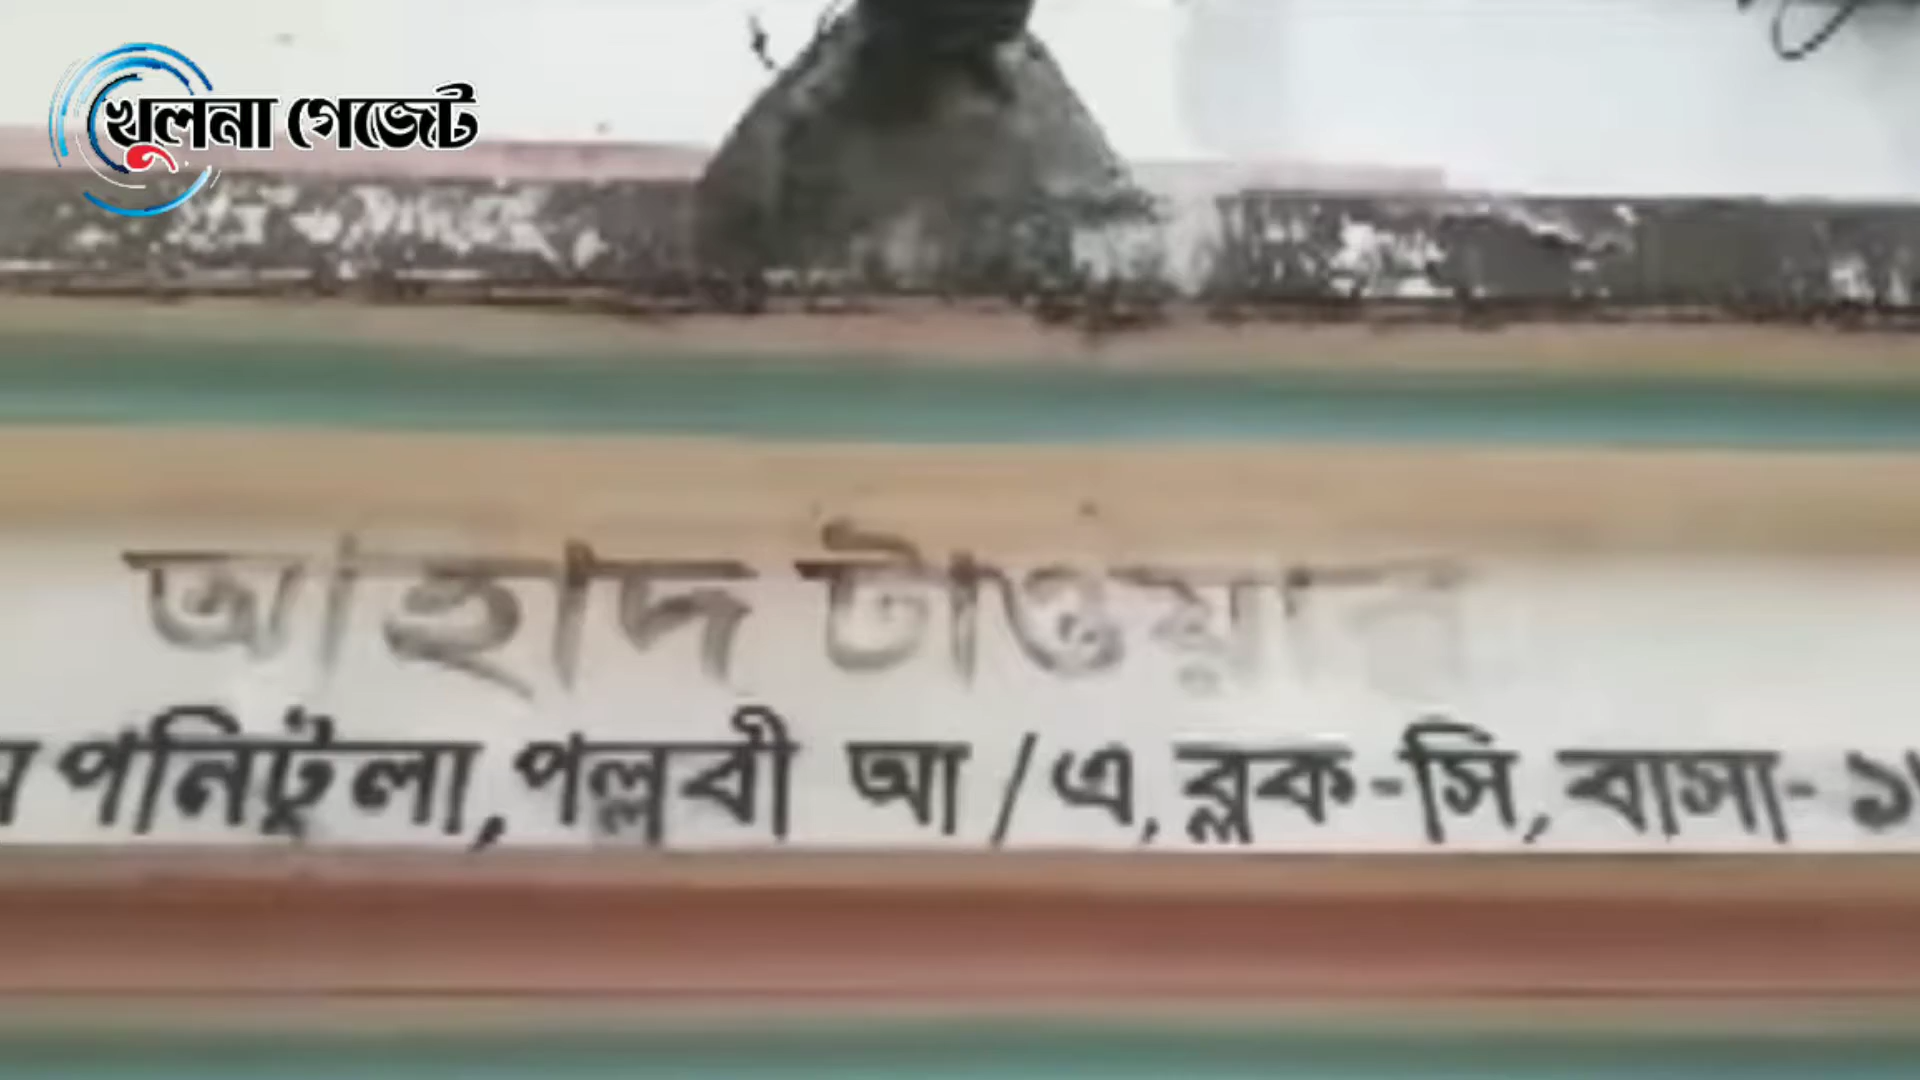 খুলনা গেজেট
আহাদ টাওয়ার
পনিটুলা, পল্লবী আ/এ, ব্লক-সি, বাসা-